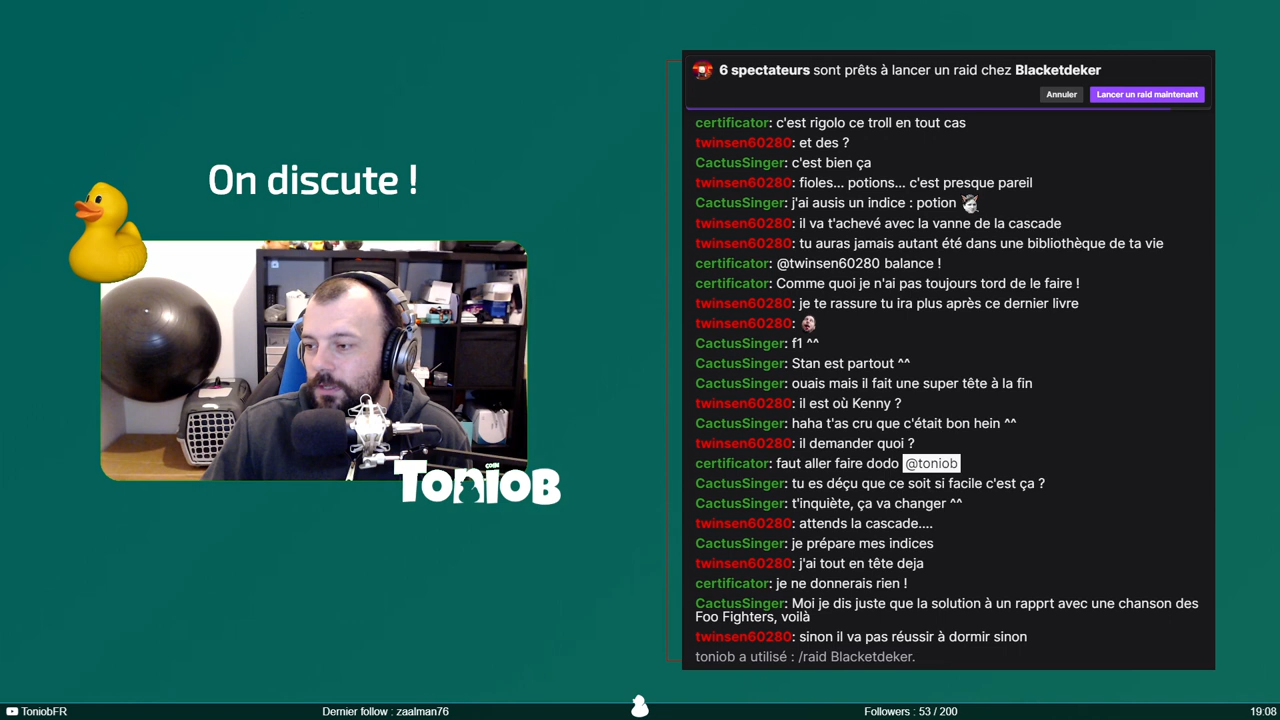 On discute !
COIN
TONIOB
6 spectateurs sont prêts à lancer un raid chez Blacketdeker
Annuler
Lancer un raid maintenant
certificator: c'est rigolo ce troll en tout cas
twinsen60280: et des ?
CactusSinger: c'est bien ça
twinsen60280: fioles... potions... c'est presque pareil
CactusSinger: j'ai ausis un indice : potion
twinsen60280: il va t'achevé avec la vanne de la cascade
twinsen60280: tu auras jamais autant été dans une bibliothèque de ta vie
certificator: @twinsen60280 balance !
certificator: Comme quoi je n'ai pas toujours tord de le faire !
twinsen60280: je te rassure tu ira plus après ce dernier livre
twinsen60280:
CactusSinger: f1 ^^
CactusSinger: Stan est partout ^^
CactusSinger: ouais mais il fait une super tête à la fin
twinsen60280: il est où Kenny ?
CactusSinger: haha t'as cru que c'était bon hein ^^
twinsen60280: il demander quoi ?
certificator: faut aller faire dodo @toniob
CactusSinger: tu es déçu que ce soit si facile c'est ça ?
CactusSinger: t'inquiète, ça va changer ^^
twinsen60280: attends la cascade....
CactusSinger: je prépare mes indices
twinsen60280: j'ai tout en tête deja
certificator: je ne donnerais rien !
CactusSinger: Moi je dis juste que la solution à un rapprt avec une chanson des
Foo Fighters, voilà
twinsen60280: sinon il va pas réussir à dormir sinon
toniob a utilisé : /raid Blacketdeker.
ToniobFR
Dernier follow : zaalman76
Followers : 53 / 200
19:08